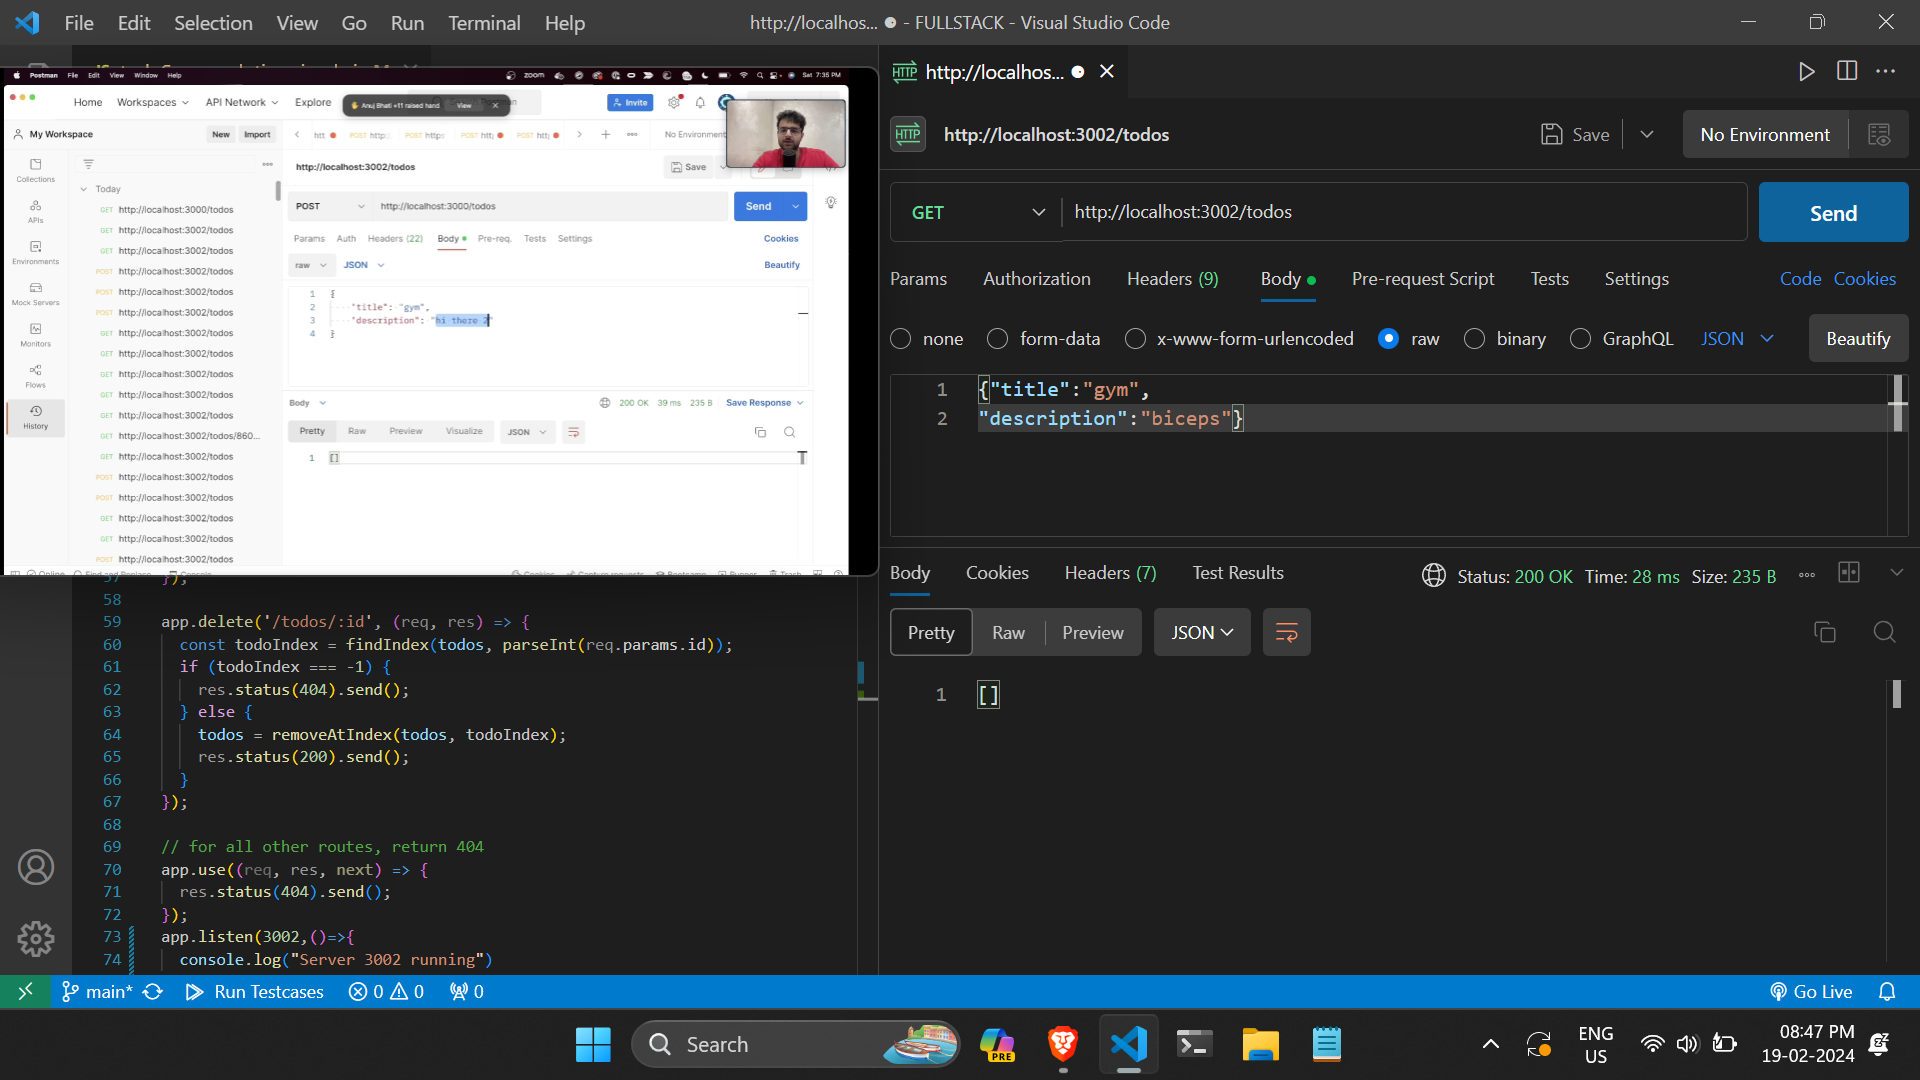 File Edit Selection View Go Run Terminal Help
http://localhos... ● - FULLSTACK - Visual Studio Code
Postman File Edit View Window Help
zoom
Sat 7:35 PM
Home Workspaces API Network Explore
Anuj Bhati +11 raised hand View
Invite
My Workspace New Import
POST http:/ POST https POST htt POST htt
No Environment
http://localhost:3002/todos
Save
Collections
APIs
Environments
Mock Servers
Monitors
Flows
History
Today
GET http://localhost:3000/todos
GET http://localhost:3002/todos
GET http://localhost:3002/todos
POST http://localhost:3002/todos
POST http://localhost:3002/todos
POST http://localhost:3002/todos
GET http://localhost:3002/todos
GET http://localhost:3002/todos
GET http://localhost:3002/todos
GET http://localhost:3002/todos
GET http://localhost:3002/todos
GET http://localhost:3002/todos/860...
GET http://localhost:3002/todos
POST http://localhost:3002/todos
POST http://localhost:3002/todos
GET http://localhost:3002/todos
GET http://localhost:3002/todos
POST http://localhost:3002/todos
POST http://localhost:3000/todos Send
Params Auth Headers (22) Body Pre-req. Tests Settings Cookies
raw JSON Beautify
1 {
2 "title": "gym",
3 "description": "hi there 2"
4 }
Body 200 OK 39 ms 235 B Save Response
Pretty Raw Preview Visualize JSON
1 []
57 });
58
59 app.delete('/todos/:id', (req, res) => {
60 const todoIndex = findIndex(todos, parseInt(req.params.id));
61 if (todoIndex === -1) {
62 res.status(404).send();
63 } else {
64 todos = removeAtIndex(todos, todoIndex);
65 res.status(200).send();
66 }
67 });
68
69 // for all other routes, return 404
70 app.use((req, res, next) => {
71 res.status(404).send();
72 });
73 app.listen(3002,()=>{
74 console.log("Server 3002 running")
HTTP http://localhos... ●
HTTP http://localhost:3002/todos Save No Environment
GET http://localhost:3002/todos Send
Params Authorization Headers (9) Body Pre-request Script Tests Settings Code Cookies
none form-data x-www-form-urlencoded raw binary GraphQL JSON Beautify
1 {"title":"gym",
2 "description":"biceps"}
Body Cookies Headers (7) Test Results Status: 200 OK Time: 28 ms Size: 235 B
Pretty Raw Preview JSON
1 []
main* Run Testcases 0 0 0 Go Live
Search
PRE
ENG
US
08:47 PM
19-02-2024